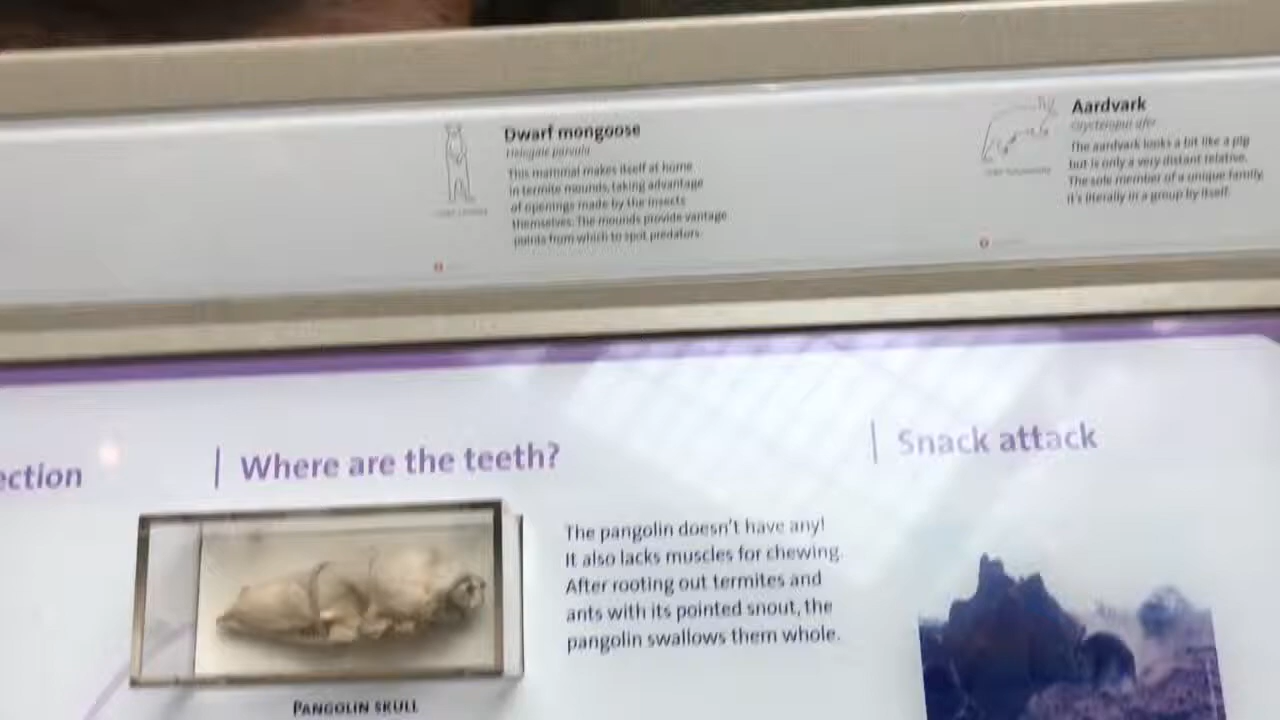 Dwarf mongoose
Helogale parvula
This mammal makes itself at home
in termite mounds, taking advantage
of openings made by the insects
themselves. The mounds provide vantage
points from which to spot predators.
Aardvark
Orycteropus afer
The aardvark looks a bit like a pig
but is only a very distant relative.
The sole member of a unique family,
it's literally in a group by itself.
ection
Where are the teeth?
The pangolin doesn't have any!
It also lacks muscles for chewing.
After rooting out termites and
ants with its pointed snout, the
pangolin swallows them whole.
PANGOLIN SKULL
Snack attack